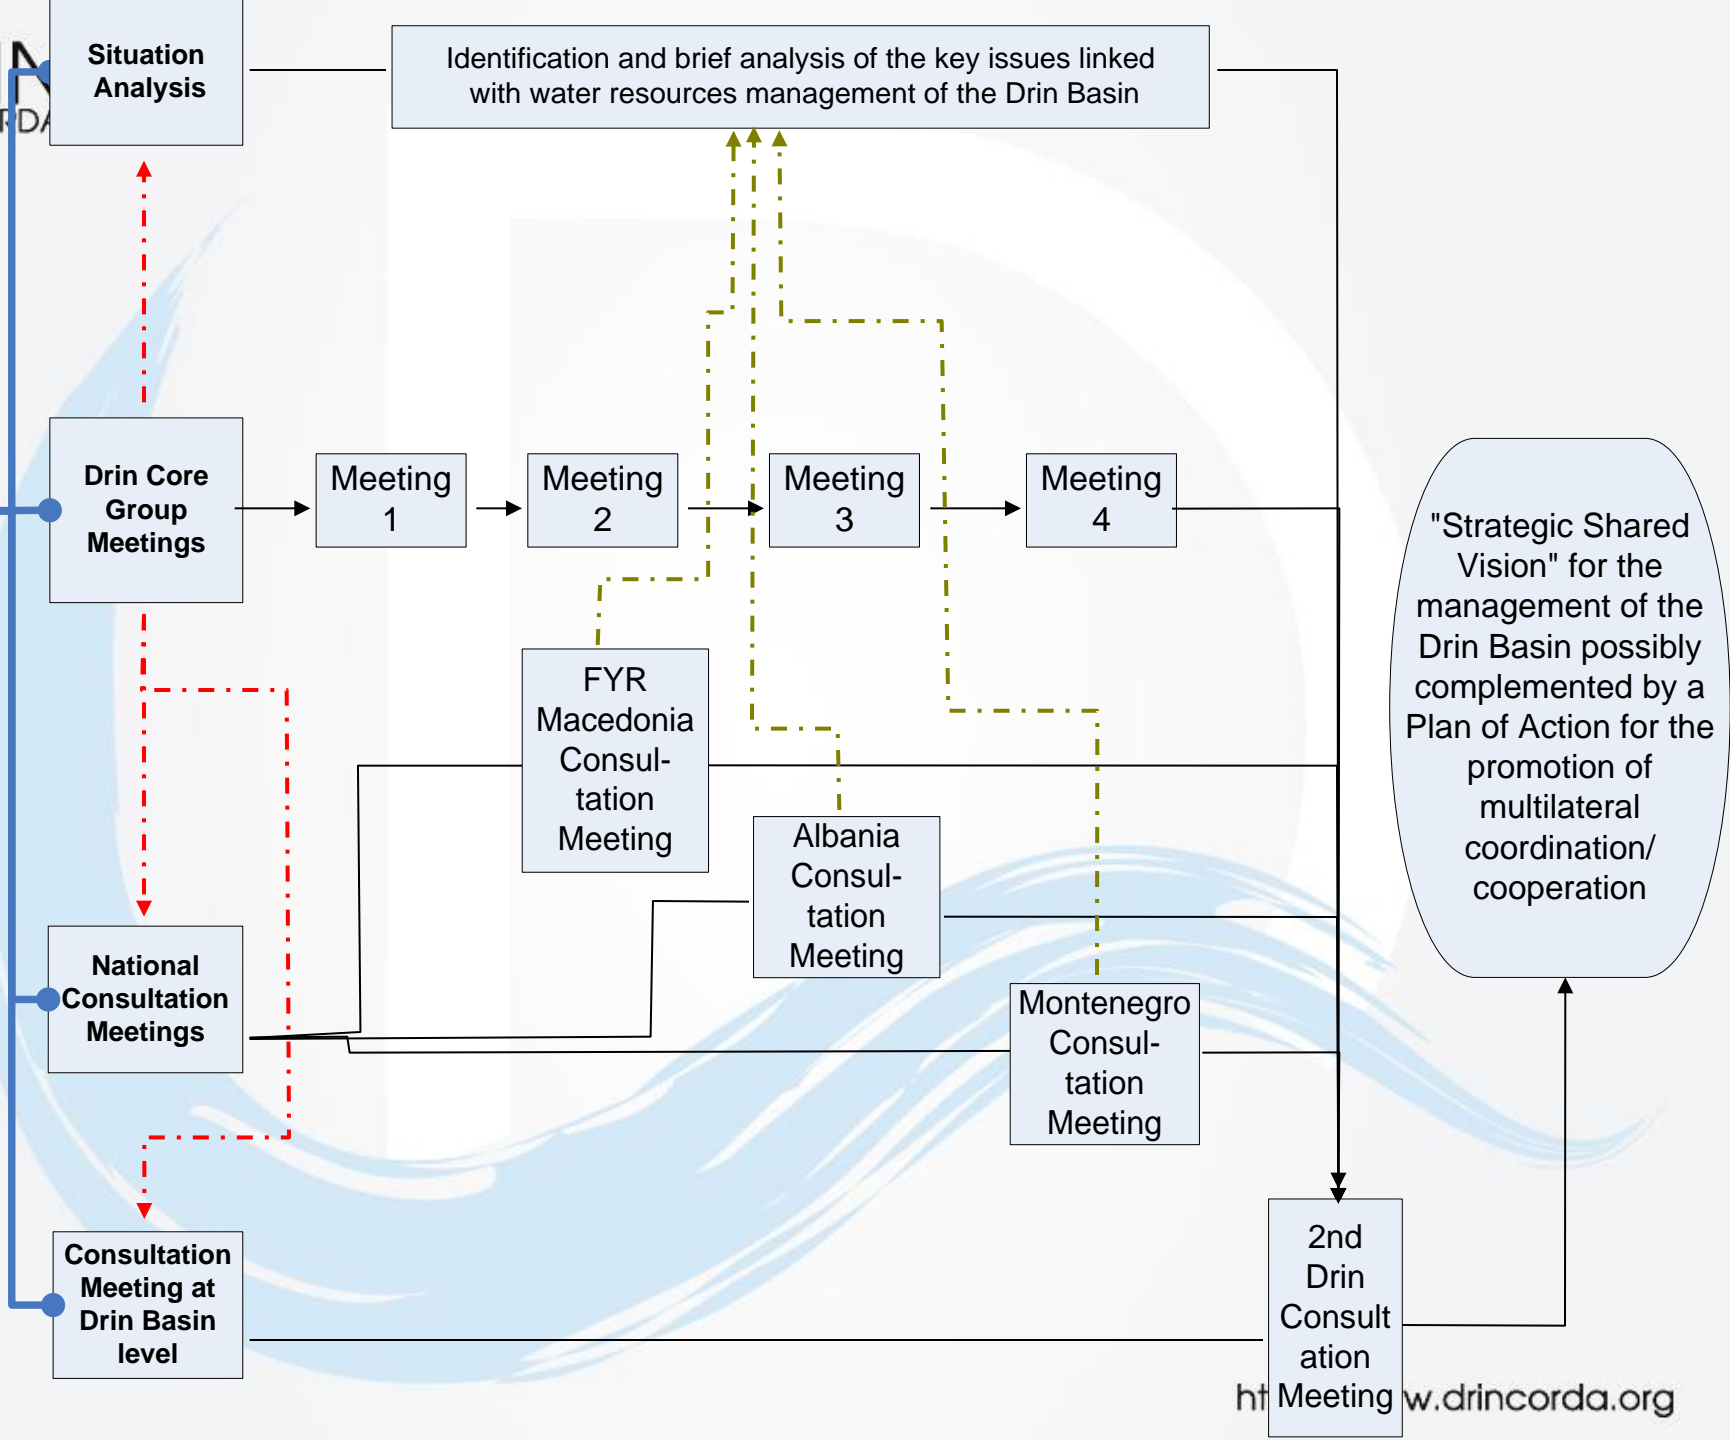 Situation
Analysis
Identification and brief analysis of the key issues linked
with water resources management of the Drin Basin
Drin Core
Group
Meetings
Meeting
1
Meeting
2
Meeting
3
Meeting
4
"Strategic Shared
Vision" for the
management of the
Drin Basin possibly
complemented by a
Plan of Action for the
promotion of
multilateral
coordination/
cooperation
FYR
Macedonia
Consul-
tation
Meeting
Albania
Consul-
tation
Meeting
National
Consultation
Meetings
Montenegro
Consul-
tation
Meeting
Consultation
Meeting at
Drin Basin
level
2nd
Drin
Consult
ation
Meeting
w.drincorda.org